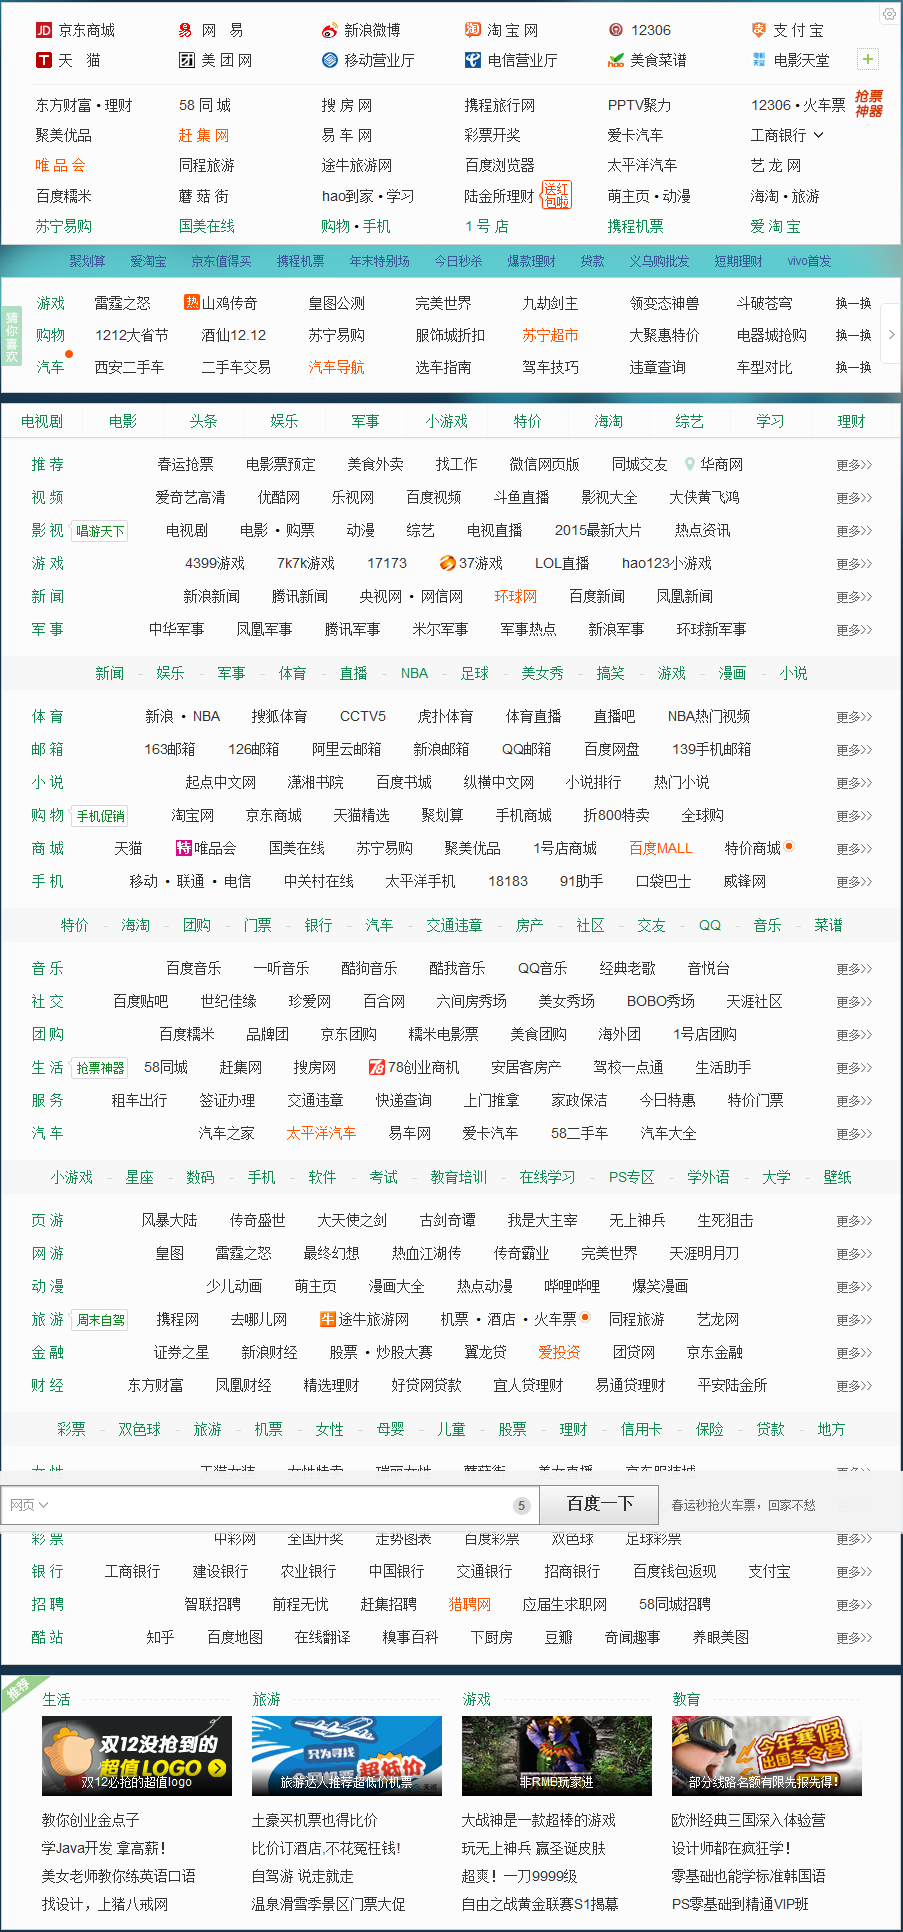 京东商城 网 易 新浪微博 淘宝网 12306 支付宝
天 猫 美团网 移动营业厅 电信营业厅 美食菜谱 电影天堂
东方财富 • 理财 58同城 搜房网 携程旅行网 PPTV聚力 12306 • 火车票 抢票神器
聚美优品 赶集网 易车网 彩票开奖 爱卡汽车 工商银行
唯品会 同程旅游 途牛旅游网 百度浏览器 太平洋汽车 艺龙网
百度糯米 蘑菇街 hao到家 • 学习 陆金所理财 送红包啦 萌主页 • 动漫 海淘 • 旅游
苏宁易购 国美在线 购物 • 手机 1号店 携程机票 爱淘宝
聚划算 爱淘宝 京东值得买 携程机票 年末特别场 今日秒杀 爆款理财 贷款 义乌购批发 短期理财 vivo首发
猜你喜欢
游戏 雷霆之怒 热 山鸡传奇 皇图公测 完美世界 九劫剑主 领变态神兽 斗破苍穹 换一换
购物 1212大省节 酒仙12.12 苏宁易购 服饰城折扣 苏宁超市 大聚惠特价 电器城抢购 换一换
汽车 西安二手车 二手车交易 汽车导航 选车指南 驾车技巧 违章查询 车型对比 换一换
电视剧 电影 头条 娱乐 军事 小游戏 特价 海淘 综艺 学习 理财
推荐 春运抢票 电影票预定 美食外卖 找工作 微信网页版 同城交友 华商网 更多>>
视频 爱奇艺高清 优酷网 乐视网 百度视频 斗鱼直播 影视大全 大侠黄飞鸿 更多>>
影视 唱游天下 电视剧 电影 • 购票 动漫 综艺 电视直播 2015最新大片 热点资讯 更多>>
游戏 4399游戏 7k7k游戏 17173 37游戏 LOL直播 hao123小游戏 更多>>
新闻 新浪新闻 腾讯新闻 央视网 • 网信网 环球网 百度新闻 凤凰新闻 更多>>
军事 中华军事 凤凰军事 腾讯军事 米尔军事 军事热点 新浪军事 环球新军事 更多>>
新闻 - 娱乐 - 军事 - 体育 - 直播 - NBA - 足球 - 美女秀 - 搞笑 - 游戏 - 漫画 - 小说
体育 新浪 • NBA 搜狐体育 CCTV5 虎扑体育 体育直播 直播吧 NBA热门视频 更多>>
邮箱 163邮箱 126邮箱 阿里云邮箱 新浪邮箱 QQ邮箱 百度网盘 139手机邮箱 更多>>
小说 起点中文网 潇湘书院 百度书城 纵横中文网 小说排行 热门小说 更多>>
购物 手机促销 淘宝网 京东商城 天猫精选 聚划算 手机商城 折800特卖 全球购 更多>>
商城 天猫 特 唯品会 国美在线 苏宁易购 聚美优品 1号店商城 百度MALL 特价商城 更多>>
手机 移动 • 联通 • 电信 中关村在线 太平洋手机 18183 91助手 口袋巴士 威锋网 更多>>
特价 - 海淘 - 团购 - 门票 - 银行 - 汽车 - 交通违章 - 房产 - 社区 - 交友 - QQ - 音乐 - 菜谱
音乐 百度音乐 一听音乐 酷狗音乐 酷我音乐 QQ音乐 经典老歌 音悦台 更多>>
社交 百度贴吧 世纪佳缘 珍爱网 百合网 六间房秀场 美女秀场 BOBO秀场 天涯社区 更多>>
团购 百度糯米 聚品牌团 京东团购 糯米电影票 美食团购 海外团 1号店团购 更多>>
生活 抢票神器 58同城 赶集网 搜房网 78创业商机 安居客房产 驾校一点通 生活助手 更多>>
服务 租车出行 签证办理 交通违章 快递查询 上门推拿 家政保洁 今日特惠 特价门票 更多>>
汽车 汽车之家 太平洋汽车 易车网 爱卡汽车 58二手车 汽车大全 更多>>
小游戏 - 星座 - 数码 - 手机 - 软件 - 考试 - 教育培训 - 在线学习 - PS专区 - 学外语 - 大学 - 壁纸
页游 风暴大陆 传奇盛世 大天使之剑 古剑奇谭 我是大主宰 无上神兵 生死狙击 更多>>
网游 皇图 雷霆之怒 最终幻想 热血江湖传 传奇霸业 完美世界 天涯明月刀 更多>>
动漫 少儿动画 萌主页 漫画大全 热点动漫 哔哩哔哩 爆笑漫画 更多>>
旅游 周末自驾 携程网 去哪儿网 牛 途牛旅游网 机票 • 酒店 • 火车票 同程旅游 艺龙网 更多>>
金融 证券之星 新浪财经 股票 • 炒股大赛 翼龙贷 爱投资 团贷网 京东金融 更多>>
财经 东方财富 凤凰财经 精选理财 好贷网贷款 宜人贷理财 易通贷理财 平安陆金所 更多>>
彩票 - 双色球 - 旅游 - 机票 - 女性 - 母婴 - 儿童 - 股票 - 理财 - 信用卡 - 保险 - 贷款 - 地方
网页 5 百度一下 春运秒抢火车票，回家不愁
彩票 中彩网 全国开奖 走势图表 百度彩票 双色球 足球彩票 更多>>
银行 工商银行 建设银行 农业银行 中国银行 交通银行 招商银行 百度钱包返现 支付宝 更多>>
招聘 智联招聘 前程无忧 赶集招聘 猎聘网 应届生求职网 58同城招聘 更多>>
酷站 知乎 百度地图 在线翻译 糗事百科 下厨房 豆瓣 奇闻趣事 养眼美图 更多>>
推荐
生活 旅游 游戏 教育
双12没抢到的 只为寻找 今年寒假
超值LOGO 超低价 出国冬令营
双12必抢的超值logo 旅游达人推荐超低价机票 非RMB玩家进 部分线路名额有限先报先得!
教你创业金点子 土豪买机票也得比价 大战神是一款超棒的游戏 欧洲经典三国深入体验营
学Java开发 拿高薪! 比价订酒店,不花冤枉钱! 玩无上神兵 赢圣诞皮肤 设计师都在疯狂学!
美女老师教你练英语口语 自驾游 说走就走 超爽！一刀9999级 零基础也能学标准韩国语
找设计，上猪八戒网 温泉滑雪季景区门票大促 自由之战黄金联赛S1揭幕 PS零基础到精通VIP班